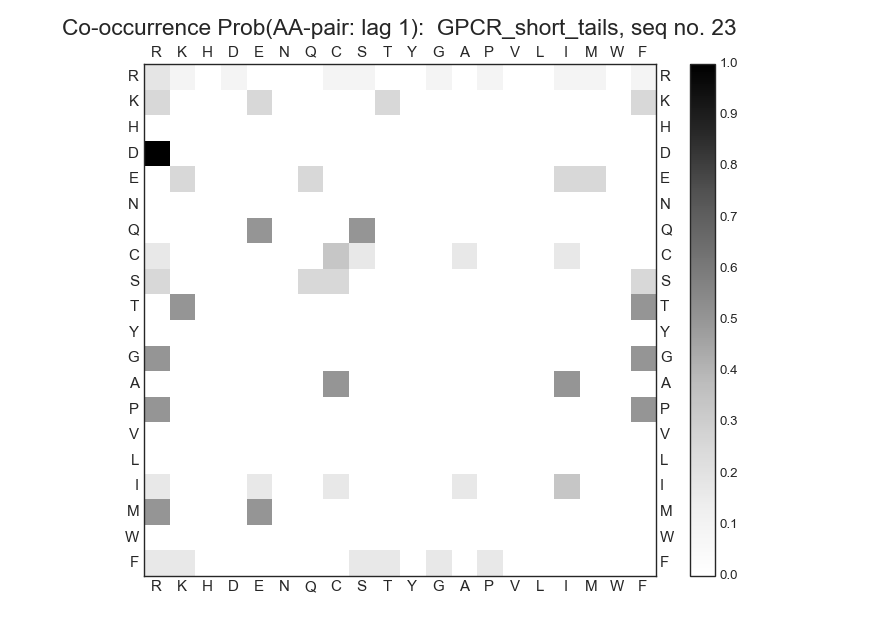 Co-occurrence Prob(AA-pair: lag 1):  GPCR_short_tails, seq no. 23
R K H D E N Q C S T Y G A P V L I M W F
R R
K K
H H
D D
E E
N N
Q Q
C C
S S
T T
Y Y
G G
A A
P P
V V
L L
I I
M M
W W
F F
R K H D E N Q C S T Y G A P V L I M W F
1.0
0.9
0.8
0.7
0.6
0.5
0.4
0.3
0.2
0.1
0.0